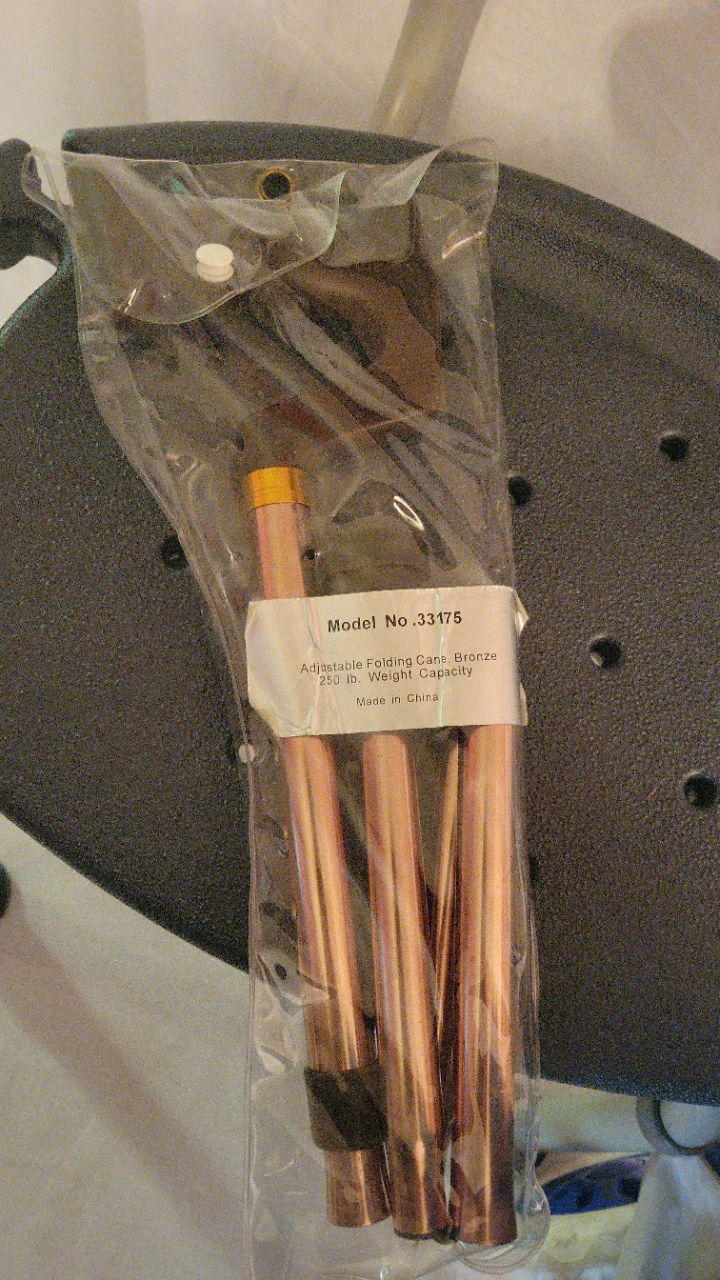 Model No.33175
Adjustable Folding Cane, Bronze
250 lb. Weight Capacity
Made in China